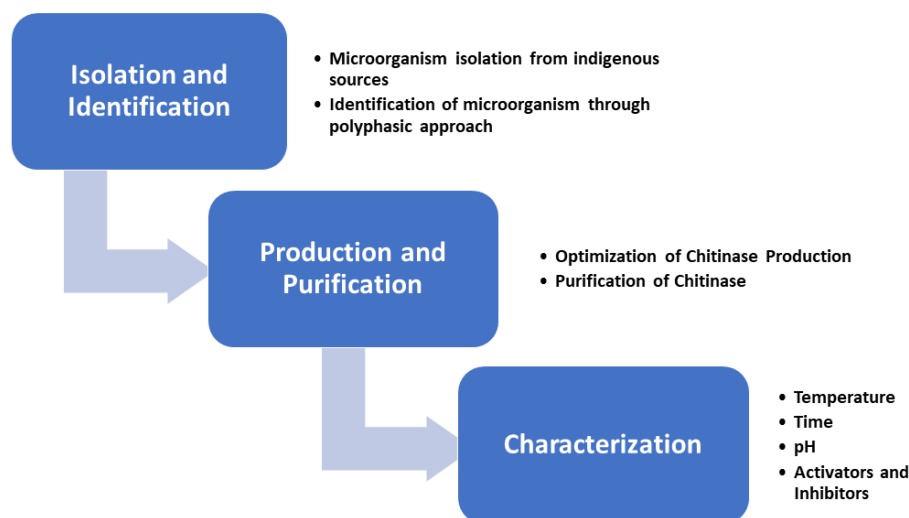 Isolation and
Identification
• Microorganism isolation from indigenous
sources
• Identification of microorganism through
polyphasic approach
Production and
Purification
• Optimization of Chitinase Production
• Purification of Chitinase
Characterization
• Temperature
• Time
• pH
• Activators and
Inhibitors